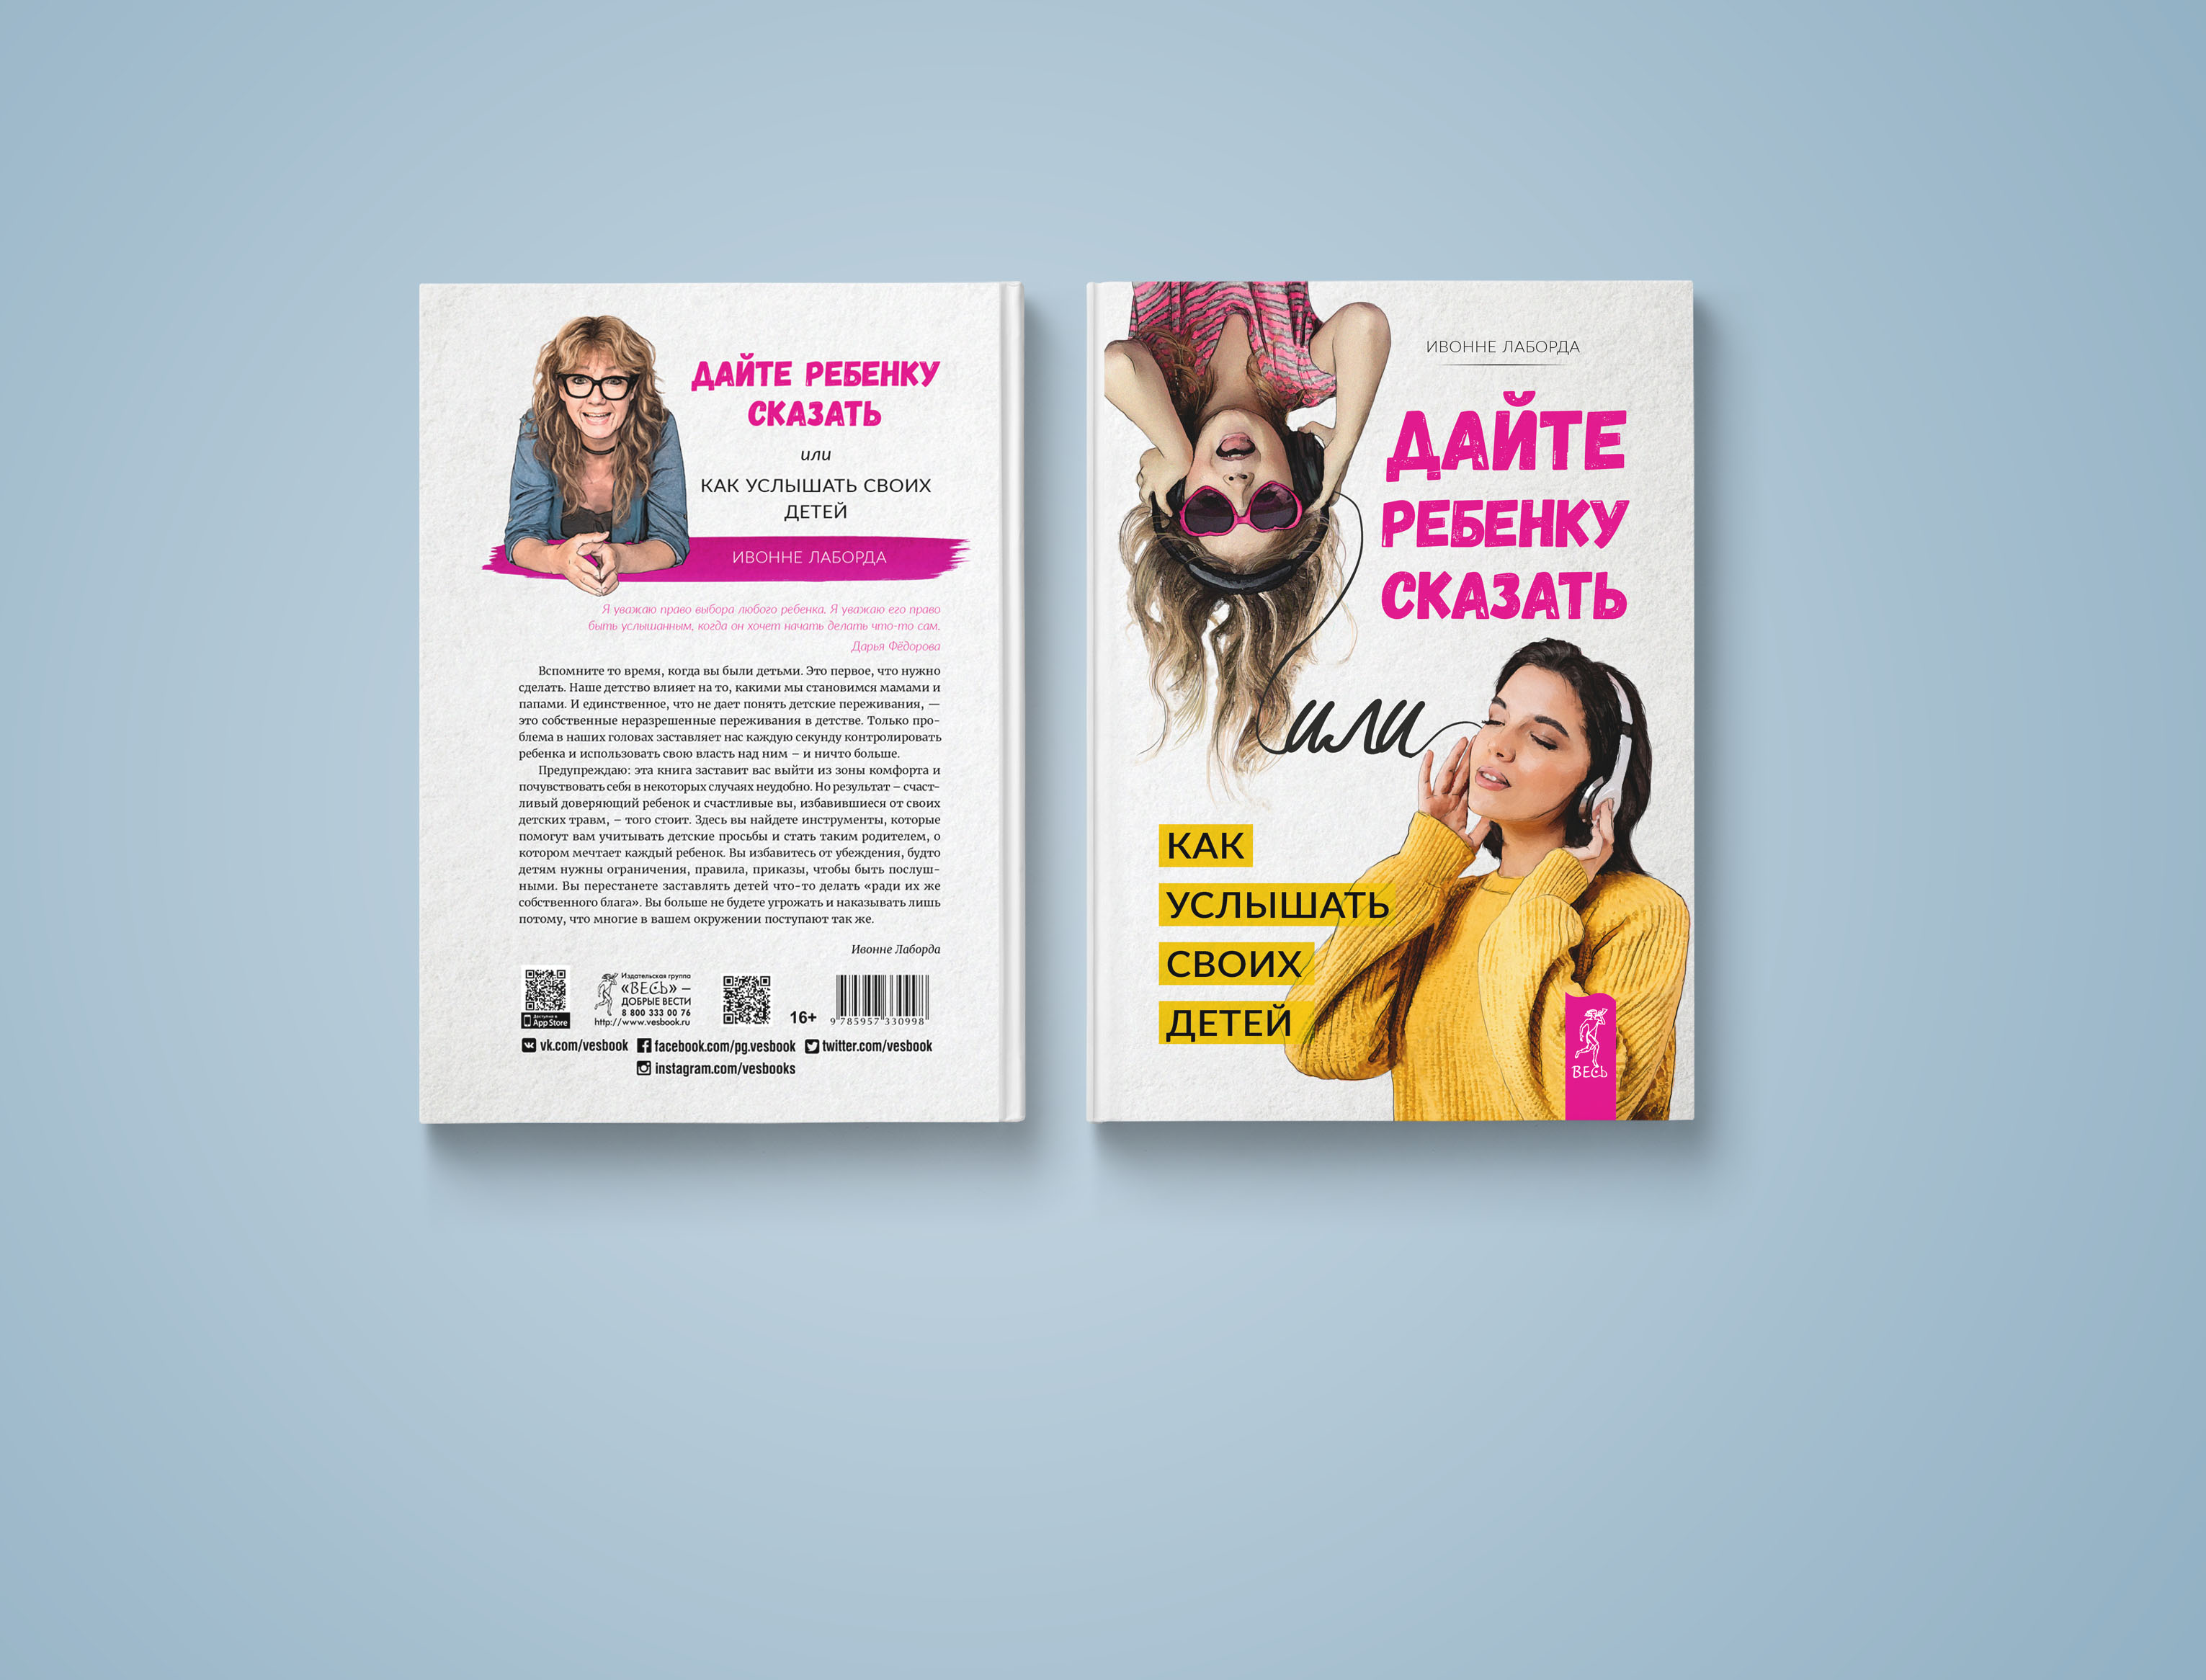 ДАЙТЕ РЕБЕНКУ
СКАЗАТЬ
или
КАК УСЛЫШАТЬ СВОИХ
ДЕТЕЙ
ИВОННЕ ЛАБОРДА
Я уважаю право выбора любого ребенка. Я уважаю его право
быть услышанным, когда он хочет начать делать что-то сам.
Дарья Фёдорова
Вспомните то время, когда вы были детьми. Это первое, что нужно
сделать. Наше детство влияет на то, какими мы становимся мамами и
папами. И единственное, что не дает понять детские переживания, —
это собственные неразрешенные переживания в детстве. Только про-
блема в наших головах заставляет нас каждую секунду контролировать
ребенка и использовать свою власть над ним – и ничто больше.
Предупреждаю: эта книга заставит вас выйти из зоны комфорта и
почувствовать себя в некоторых случаях неудобно. Но результат – счаст-
ливый доверяющий ребенок и счастливые вы, избавившиеся от своих
детских травм, – того стоит. Здесь вы найдете инструменты, которые
помогут вам учитывать детские просьбы и стать таким родителем, о
котором мечтает каждый ребенок. Вы избавитесь от убеждения, будто
детям нужны ограничения, правила, приказы, чтобы быть послуш-
ными. Вы перестанете заставлять детей что-то делать «ради их же
собственного блага». Вы больше не будете угрожать и наказывать лишь
потому, что многие в вашем окружении поступают так же.
Ивонне Лаборда
Доступно в
App Store
Издательская группа
«ВЕСЬ» –
ДОБРЫЕ ВЕСТИ
8 800 333 00 76
http://www.vesbook.ru
16+
9 785957 330998
vk.com/vesbook facebook.com/pg.vesbook twitter.com/vesbook
instagram.com/vesbooks
ИВОННЕ ЛАБОРДА
ДАЙТЕ
РЕБЕНКУ
СКАЗАТЬ
или
КАК
УСЛЫШАТЬ
СВОИХ
ДЕТЕЙ
ВЕСЬ